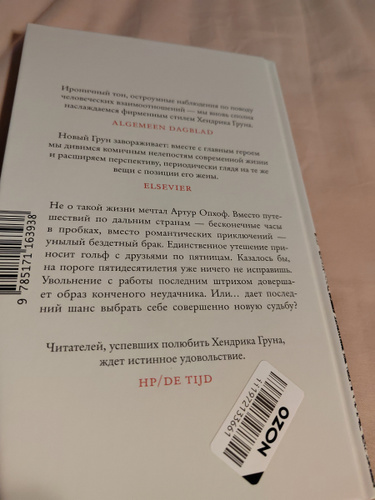 Ироничный тон, остроумные наблюдения по поводу
человеческих взаимоотношений — мы вновь сполна
наслаждаемся фирменным стилем Хендрика Груна.
ALGEMEEN DAGBLAD
Новый Грун завораживает: вместе с главным героем
мы дивимся комичным нелепостям современной жизни
и расширяем перспективу, периодически глядя на те же
вещи с позиции его жены.
ELSEVIER
Не о такой жизни мечтал Артур Опхоф. Вместо путе-
шествий по дальним странам — бесконечные часы
в пробках, вместо романтических приключений —
унылый бездетный брак. Единственное утешение при-
носит гольф с друзьями по пятницам. Казалось бы,
на пороге пятидесятилетия уже ничего не исправишь.
Увольнение с работы последним штрихом доверша-
ет образ конченого неудачника. Или... дает послед-
ний шанс выбрать себе совершенно новую судьбу?
Читателей, успевших полюбить Хендрика Груна,
ждет истинное удовольствие.
HP/DE TIJD
9 785171 163938
OZON
i11972133661